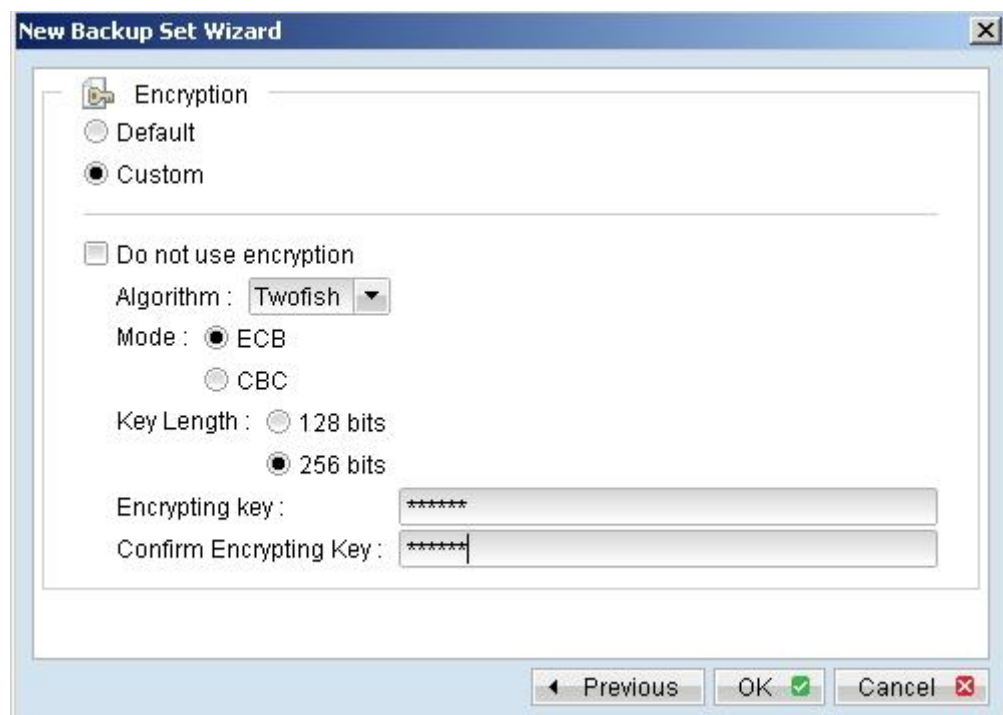 New Backup Set Wizard
Encryption
Default
Custom
Do not use encryption
Algorithm : Twofish
Mode : ECB
CBC
Key Length : 128 bits
256 bits
Encrypting key : ******
Confirm Encrypting Key : ******
Previous OK Cancel